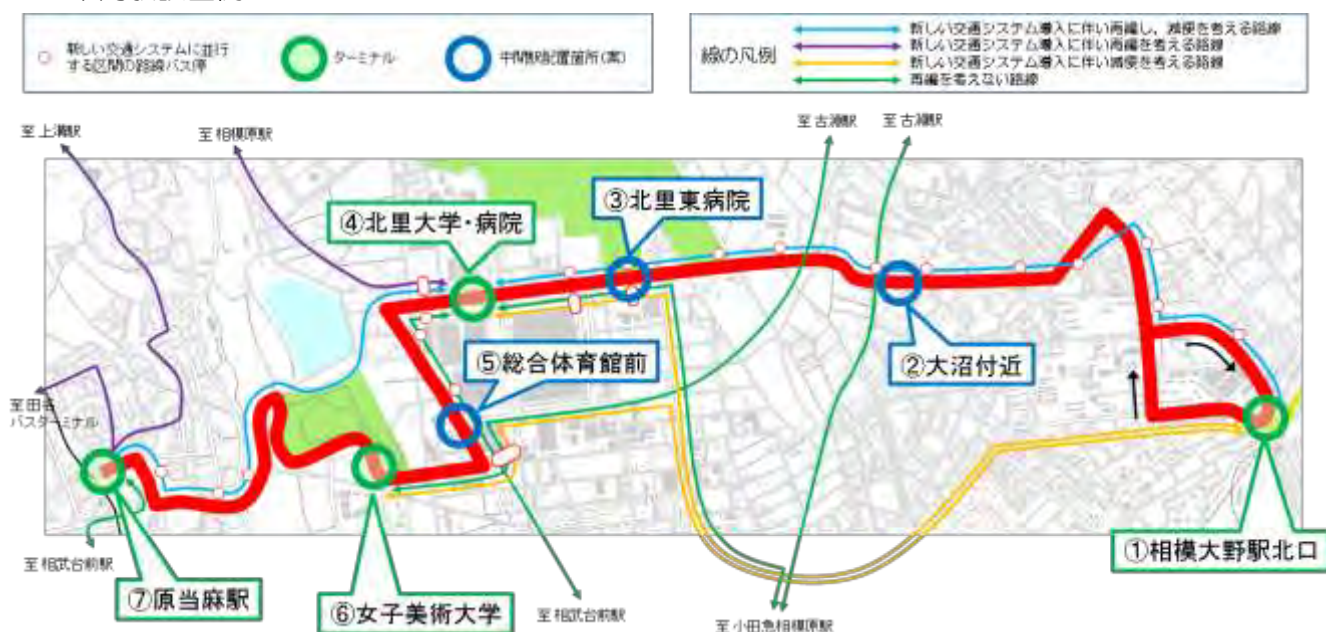 新しい交通システムに並行
する区間の路線バス停
ターミナル
中間駅配置箇所(案)
線の凡例
新しい交通システム導入に伴い再編し、減便を考える路線
新しい交通システム導入に伴い再編を考える路線
新しい交通システム導入に伴い減便を考える路線
再編を考えない路線
至 上溝駅
至 相模原駅
至 古淵駅
至 古淵駅
④北里大学・病院
③北里東病院
⑤総合体育館前
②大沼付近
至 田名
バスターミナル
①相模大野駅北口
至 相武台前駅
⑦原当麻駅
⑥女子美術大学
至 相武台前駅
至 小田急相模原駅